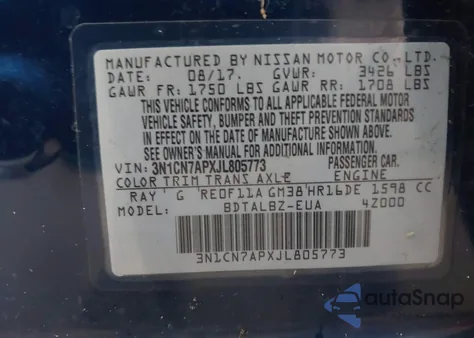 MANUFACTURED BY NISSAN MOTOR CO., LTD.
DATE: 08/17. GVWR: 3426 LBS
GAWR FR: 1750 LBS GAWR RR: 1708 LBS
THIS VEHICLE CONFORMS TO ALL APPLICABLE FEDERAL MOTOR
VEHICLE SAFETY, BUMPER AND THEFT PREVENTION STANDARDS
IN EFFECT ON THE DATE OF MANUFACTURE SHOWN ABOVE.
SEE OWNER'S MANUAL FOR ADDITIONAL INFORMATION.
VIN: 3N1CN7APXJL805773 PASSENGER CAR.
COLOR TRIM TRANS AXLE ENGINE
RAY G RE0F11A GM38 HR16DE 1598 CC
MODEL: BDTALBZ-EUA 4Z000
3N1CN7APXJL805773
autoSnap